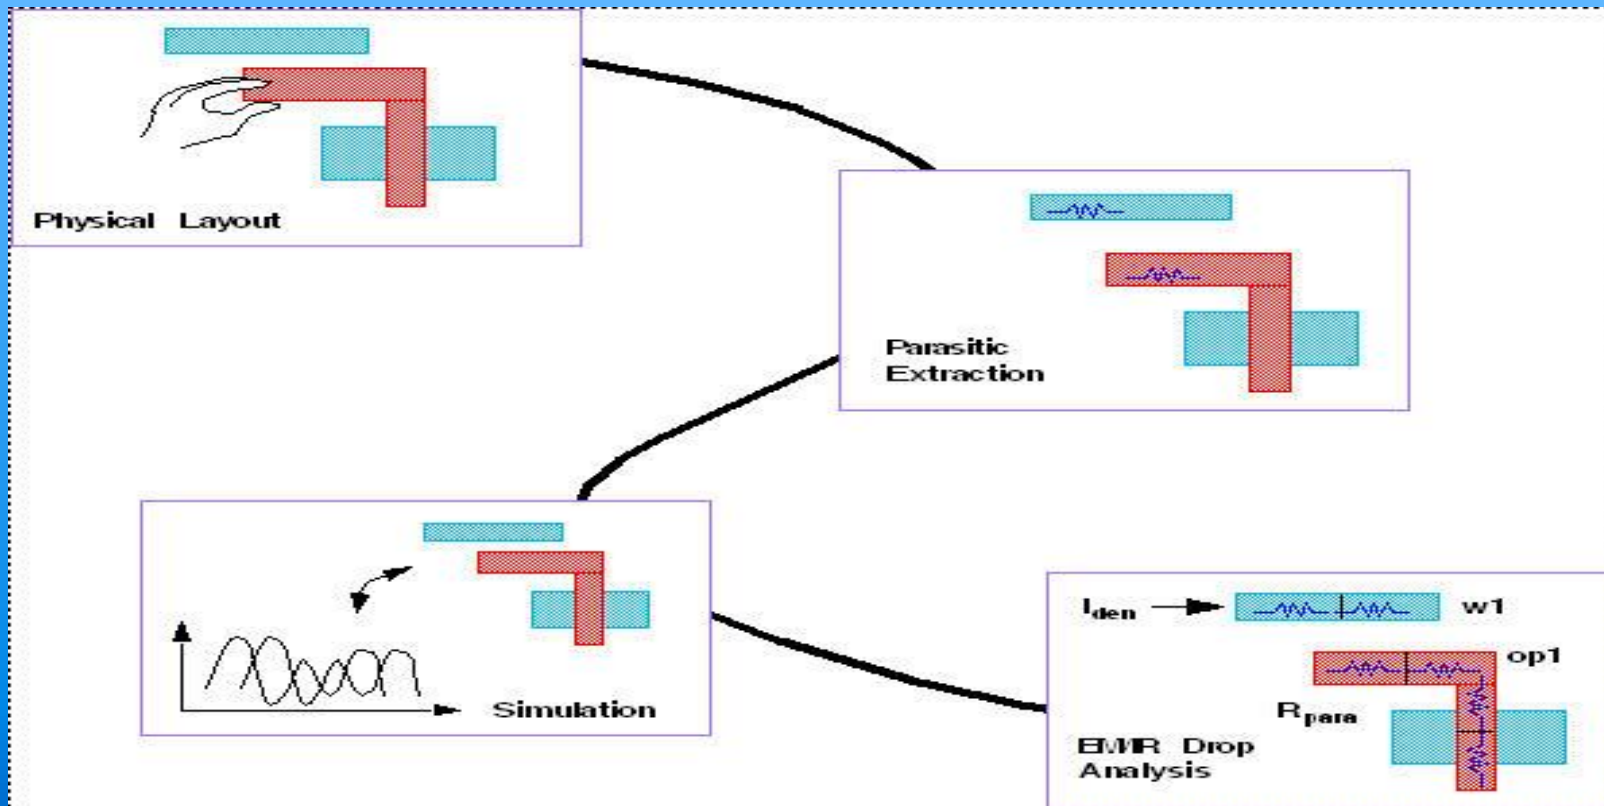 Physical Layout
Parasitic
Extraction
Simulation
Iden
w1
op1
Rpara
EM/IR Drop
Analysis